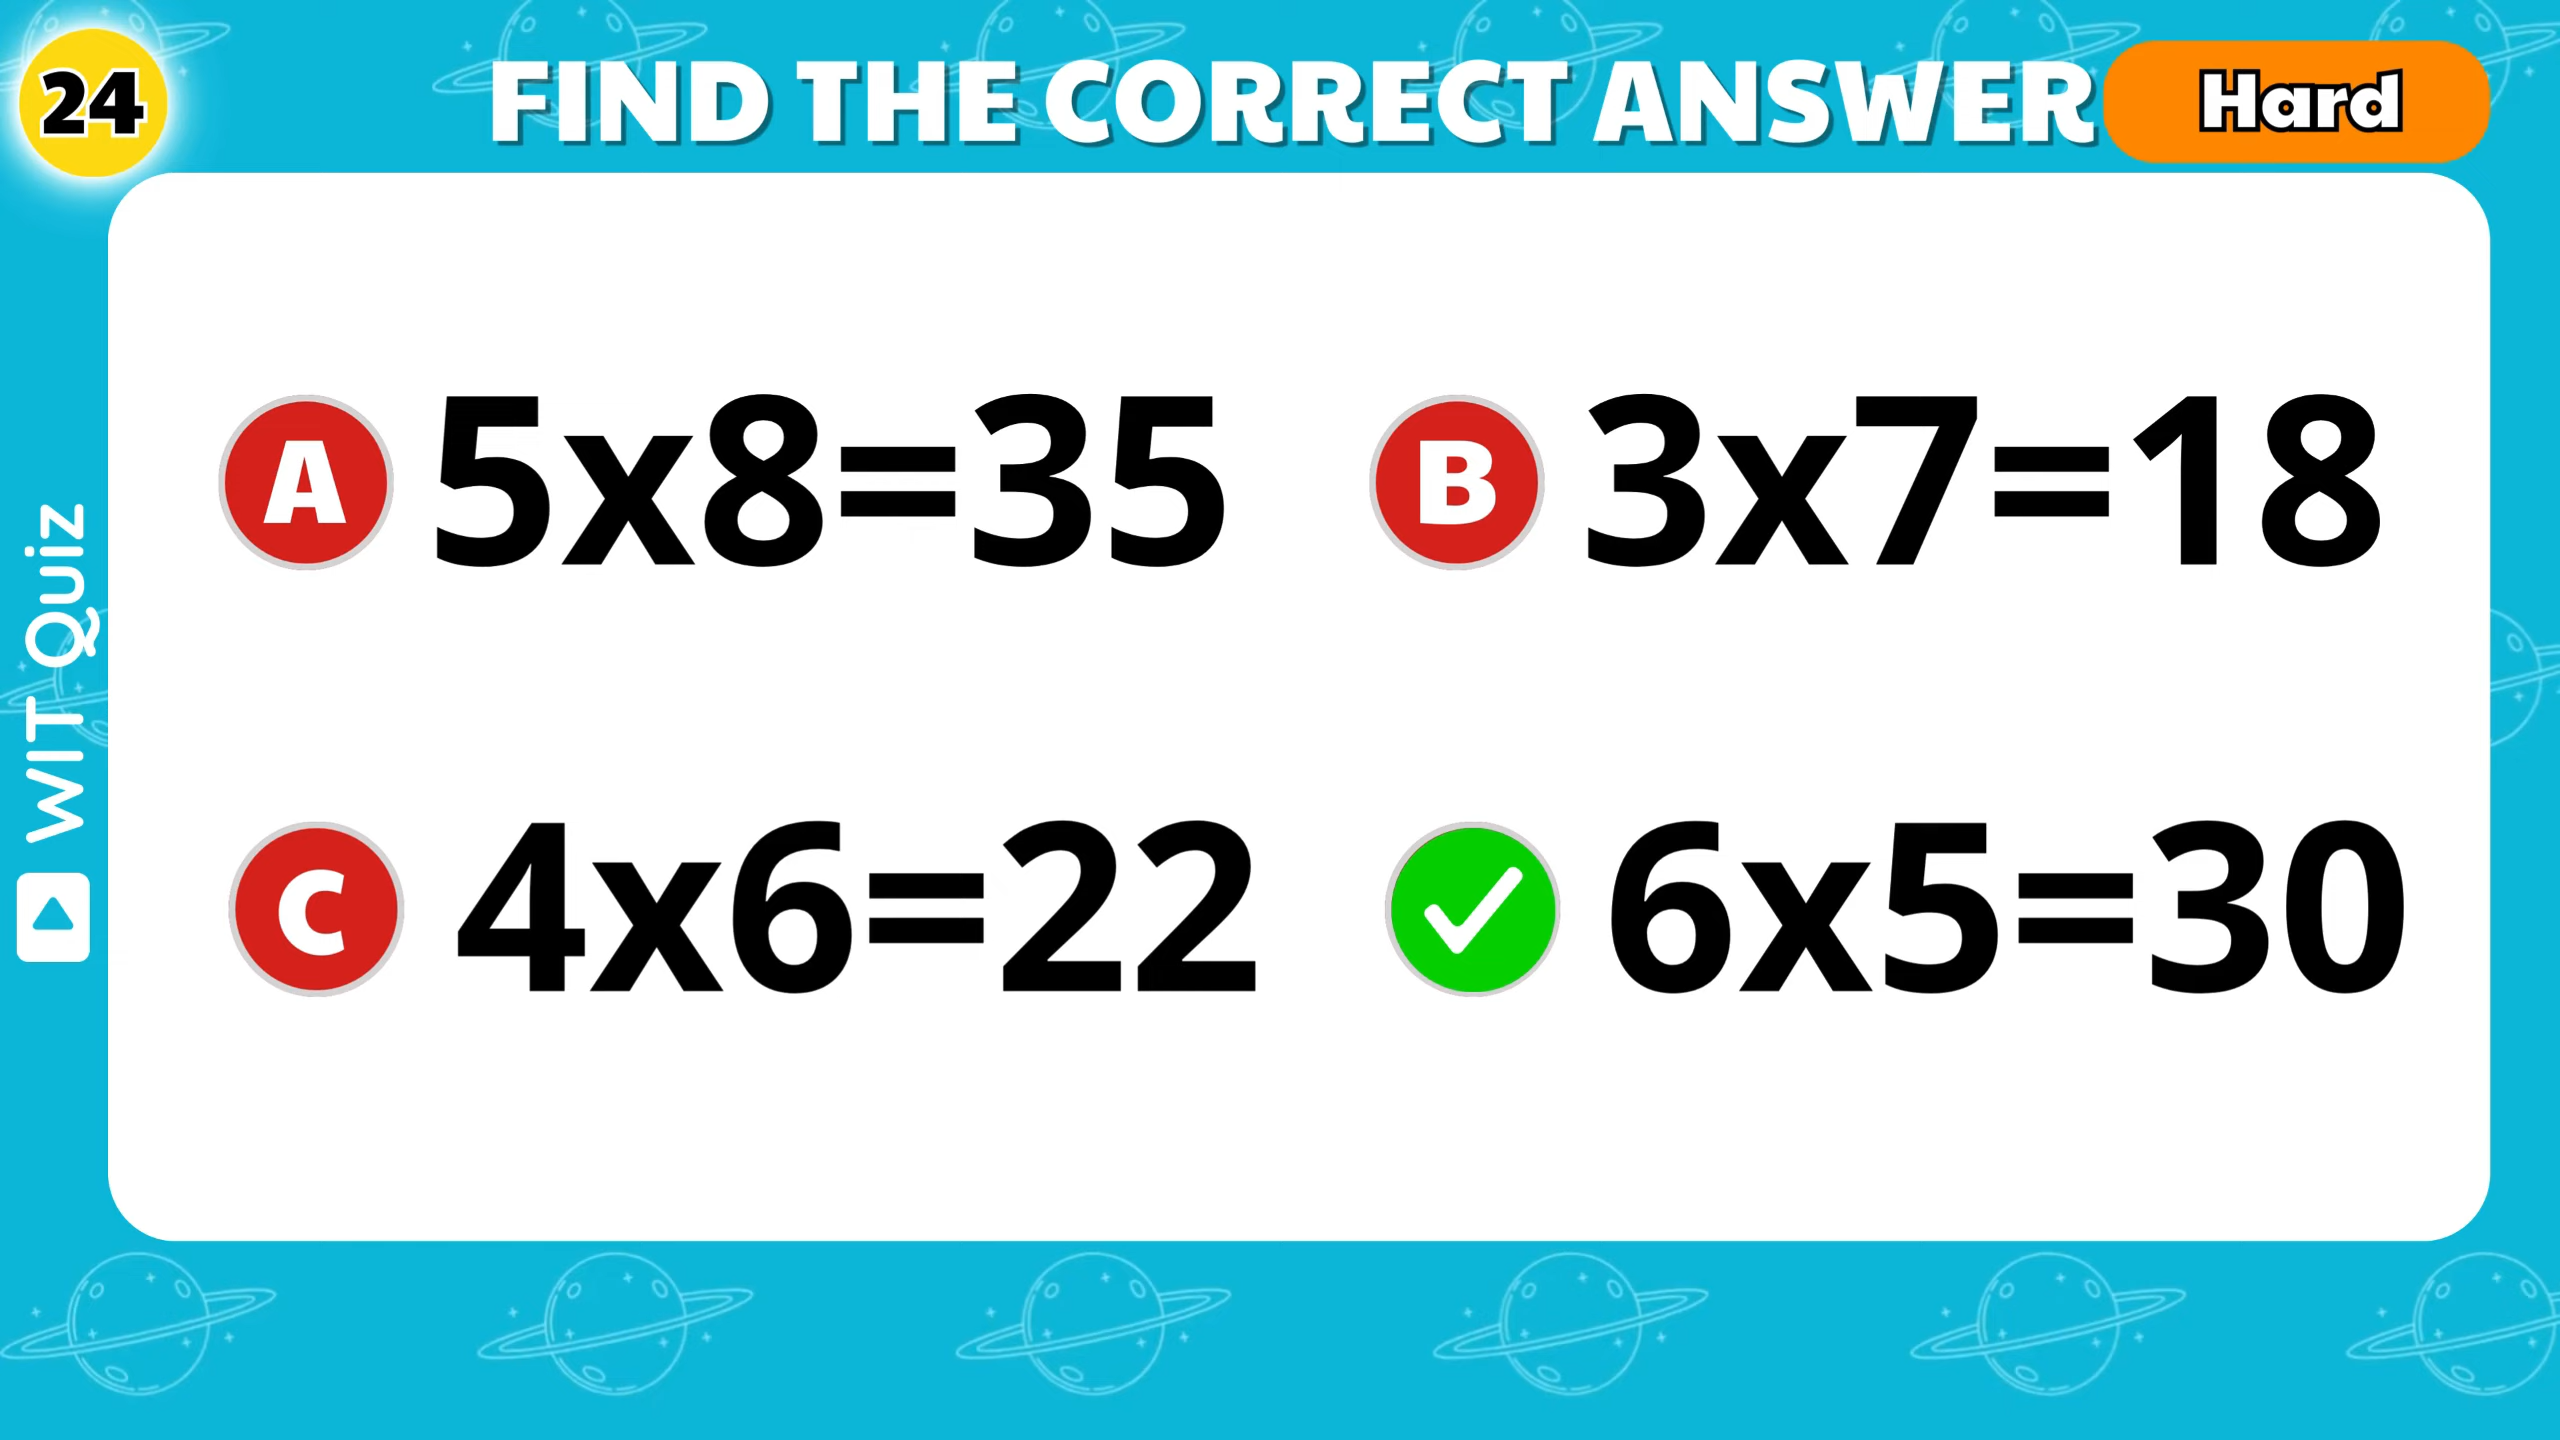 24
FIND THE CORRECT ANSWER
Hard
A 5x8=35
B 3x7=18
C 4x6=22
6x5=30
WIT Quiz